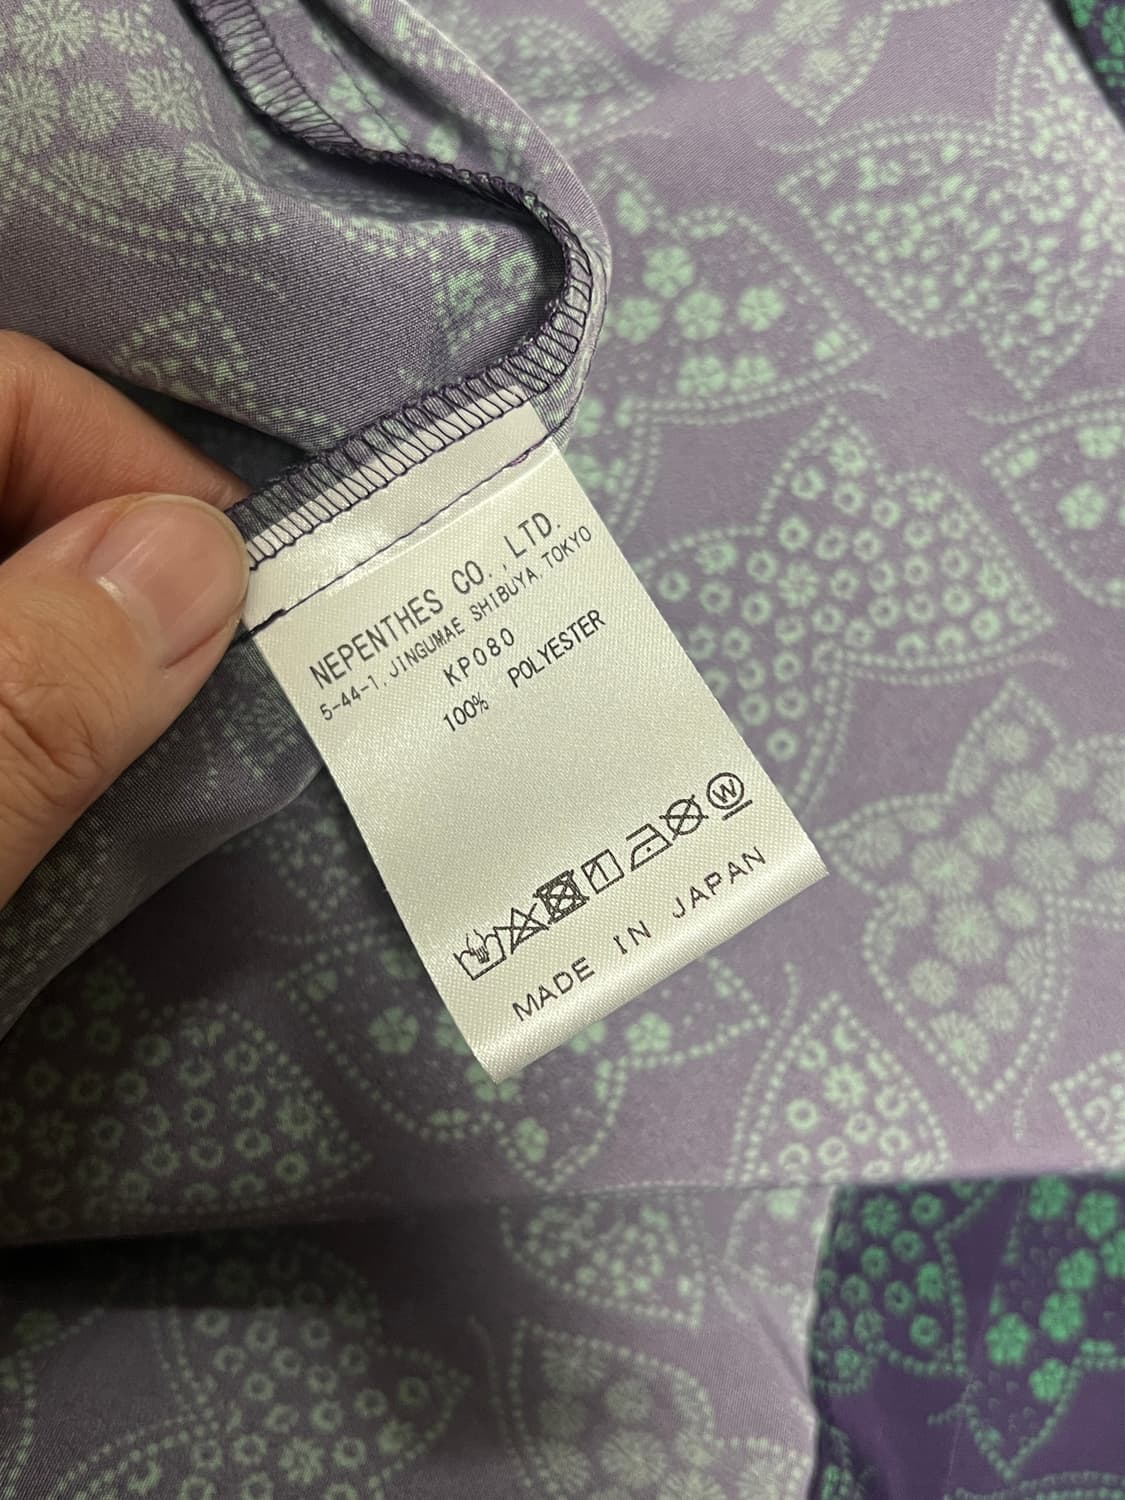 NEPENTHES CO.,LTD.
5-44-1, JINGUMAE SHIBUYA, TOKYO
KP080
100% POLYESTER
W
MADE IN JAPAN